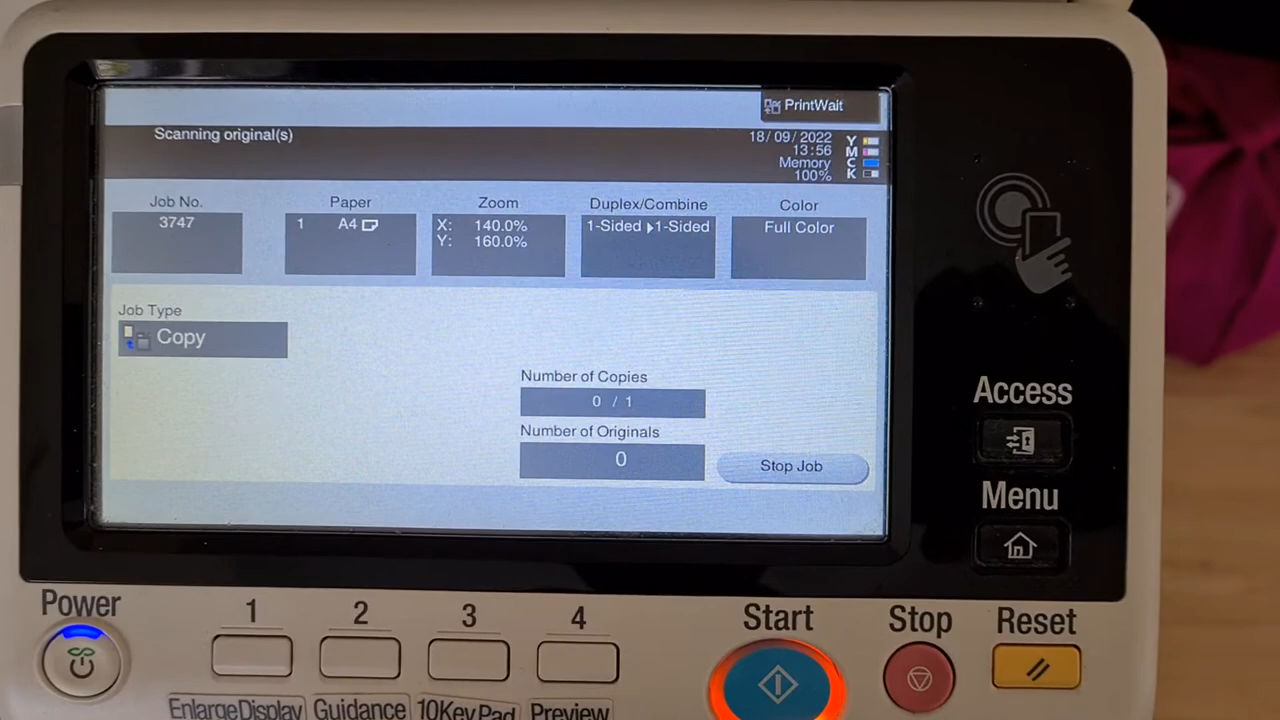 PrintWait
Scanning original(s)
18/09/2022
13:56
Memory
100%
Y
M
C
K
Job No.
3747
Paper
1 A4
Zoom
X: 140.0%
Y: 160.0%
Duplex/Combine
1-Sided 1-Sided
Color
Full Color
Job Type
Copy
Number of Copies
0 / 1
Number of Originals
0
Stop Job
Access
Menu
Power
1
2
3
4
Start
Stop
Reset
EnlargeDisplay
Guidance
10KeyPad
Preview